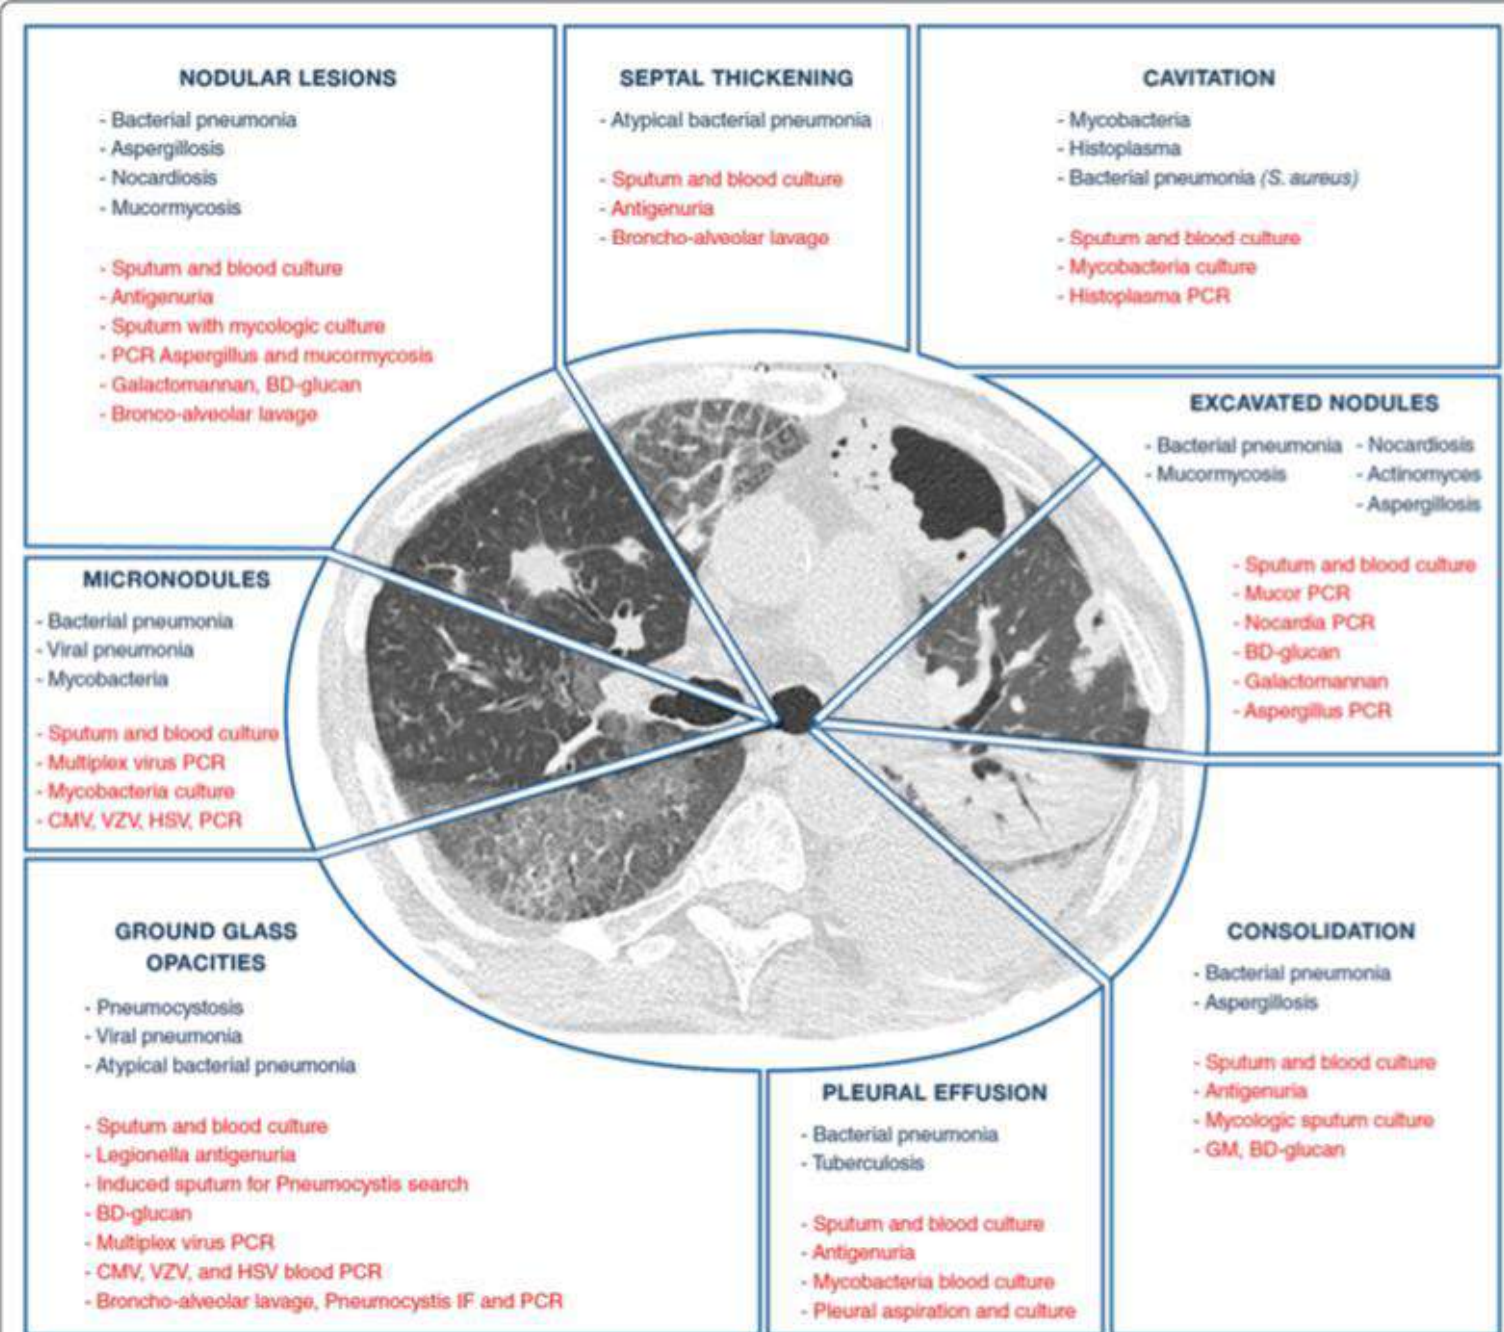 NODULAR LESIONS
- Bacterial pneumonia
- Aspergillosis
- Nocardiosis
- Mucormycosis
- Sputum and blood culture
- Antigenuria
- Sputum with mycologic culture
- PCR Aspergillus and mucormycosis
- Galactomannan, BD-glucan
- Bronco-alveolar lavage
SEPTAL THICKENING
- Atypical bacterial pneumonia
- Sputum and blood culture
- Antigenuria
- Broncho-alveolar lavage
CAVITATION
- Mycobacteria
- Histoplasma
- Bacterial pneumonia (S. aureus)
- Sputum and blood culture
- Mycobacteria culture
- Histoplasma PCR
EXCAVATED NODULES
- Bacterial pneumonia - Nocardiosis
- Mucormycosis - Actinomyces
- Aspergillosis
- Sputum and blood culture
- Mucor PCR
- Nocardia PCR
- BD-glucan
- Galactomannan
- Aspergillus PCR
MICRONODULES
- Bacterial pneumonia
- Viral pneumonia
- Mycobacteria
- Sputum and blood culture
- Multiplex virus PCR
- Mycobacteria culture
- CMV, VZV, HSV, PCR
GROUND GLASS
OPACITIES
- Pneumocystosis
- Viral pneumonia
- Atypical bacterial pneumonia
- Sputum and blood culture
- Legionella antigenuria
- Induced sputum for Pneumocystis search
- BD-glucan
- Multiplex virus PCR
- CMV, VZV, and HSV blood PCR
- Broncho-alveolar lavage, Pneumocystis IF and PCR
PLEURAL EFFUSION
- Bacterial pneumonia
- Tuberculosis
- Sputum and blood culture
- Antigenuria
- Mycobacteria blood culture
- Pleural aspiration and culture
CONSOLIDATION
- Bacterial pneumonia
- Aspergillosis
- Sputum and blood culture
- Antigenuria
- Mycologic sputum culture
- GM, BD-glucan